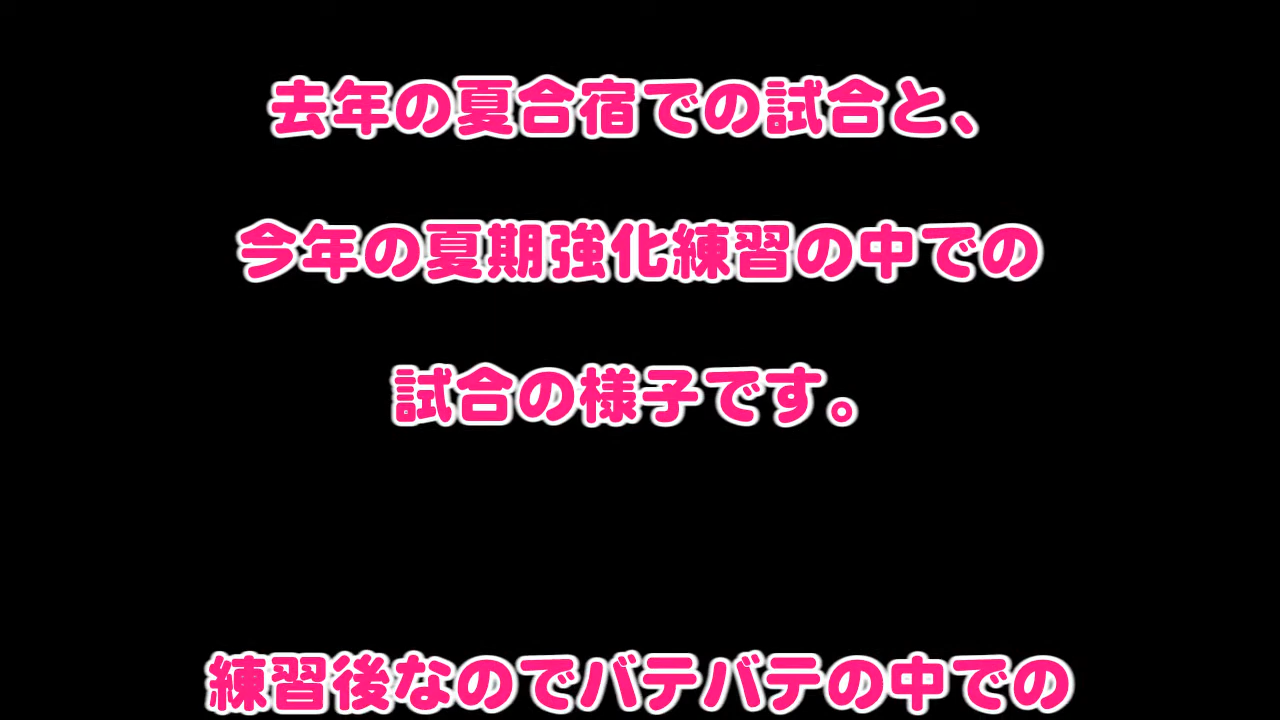 去年の夏合宿での試合と、
今年の夏期強化練習の中での
試合の様子です。
練習後なのでバテバテの中での